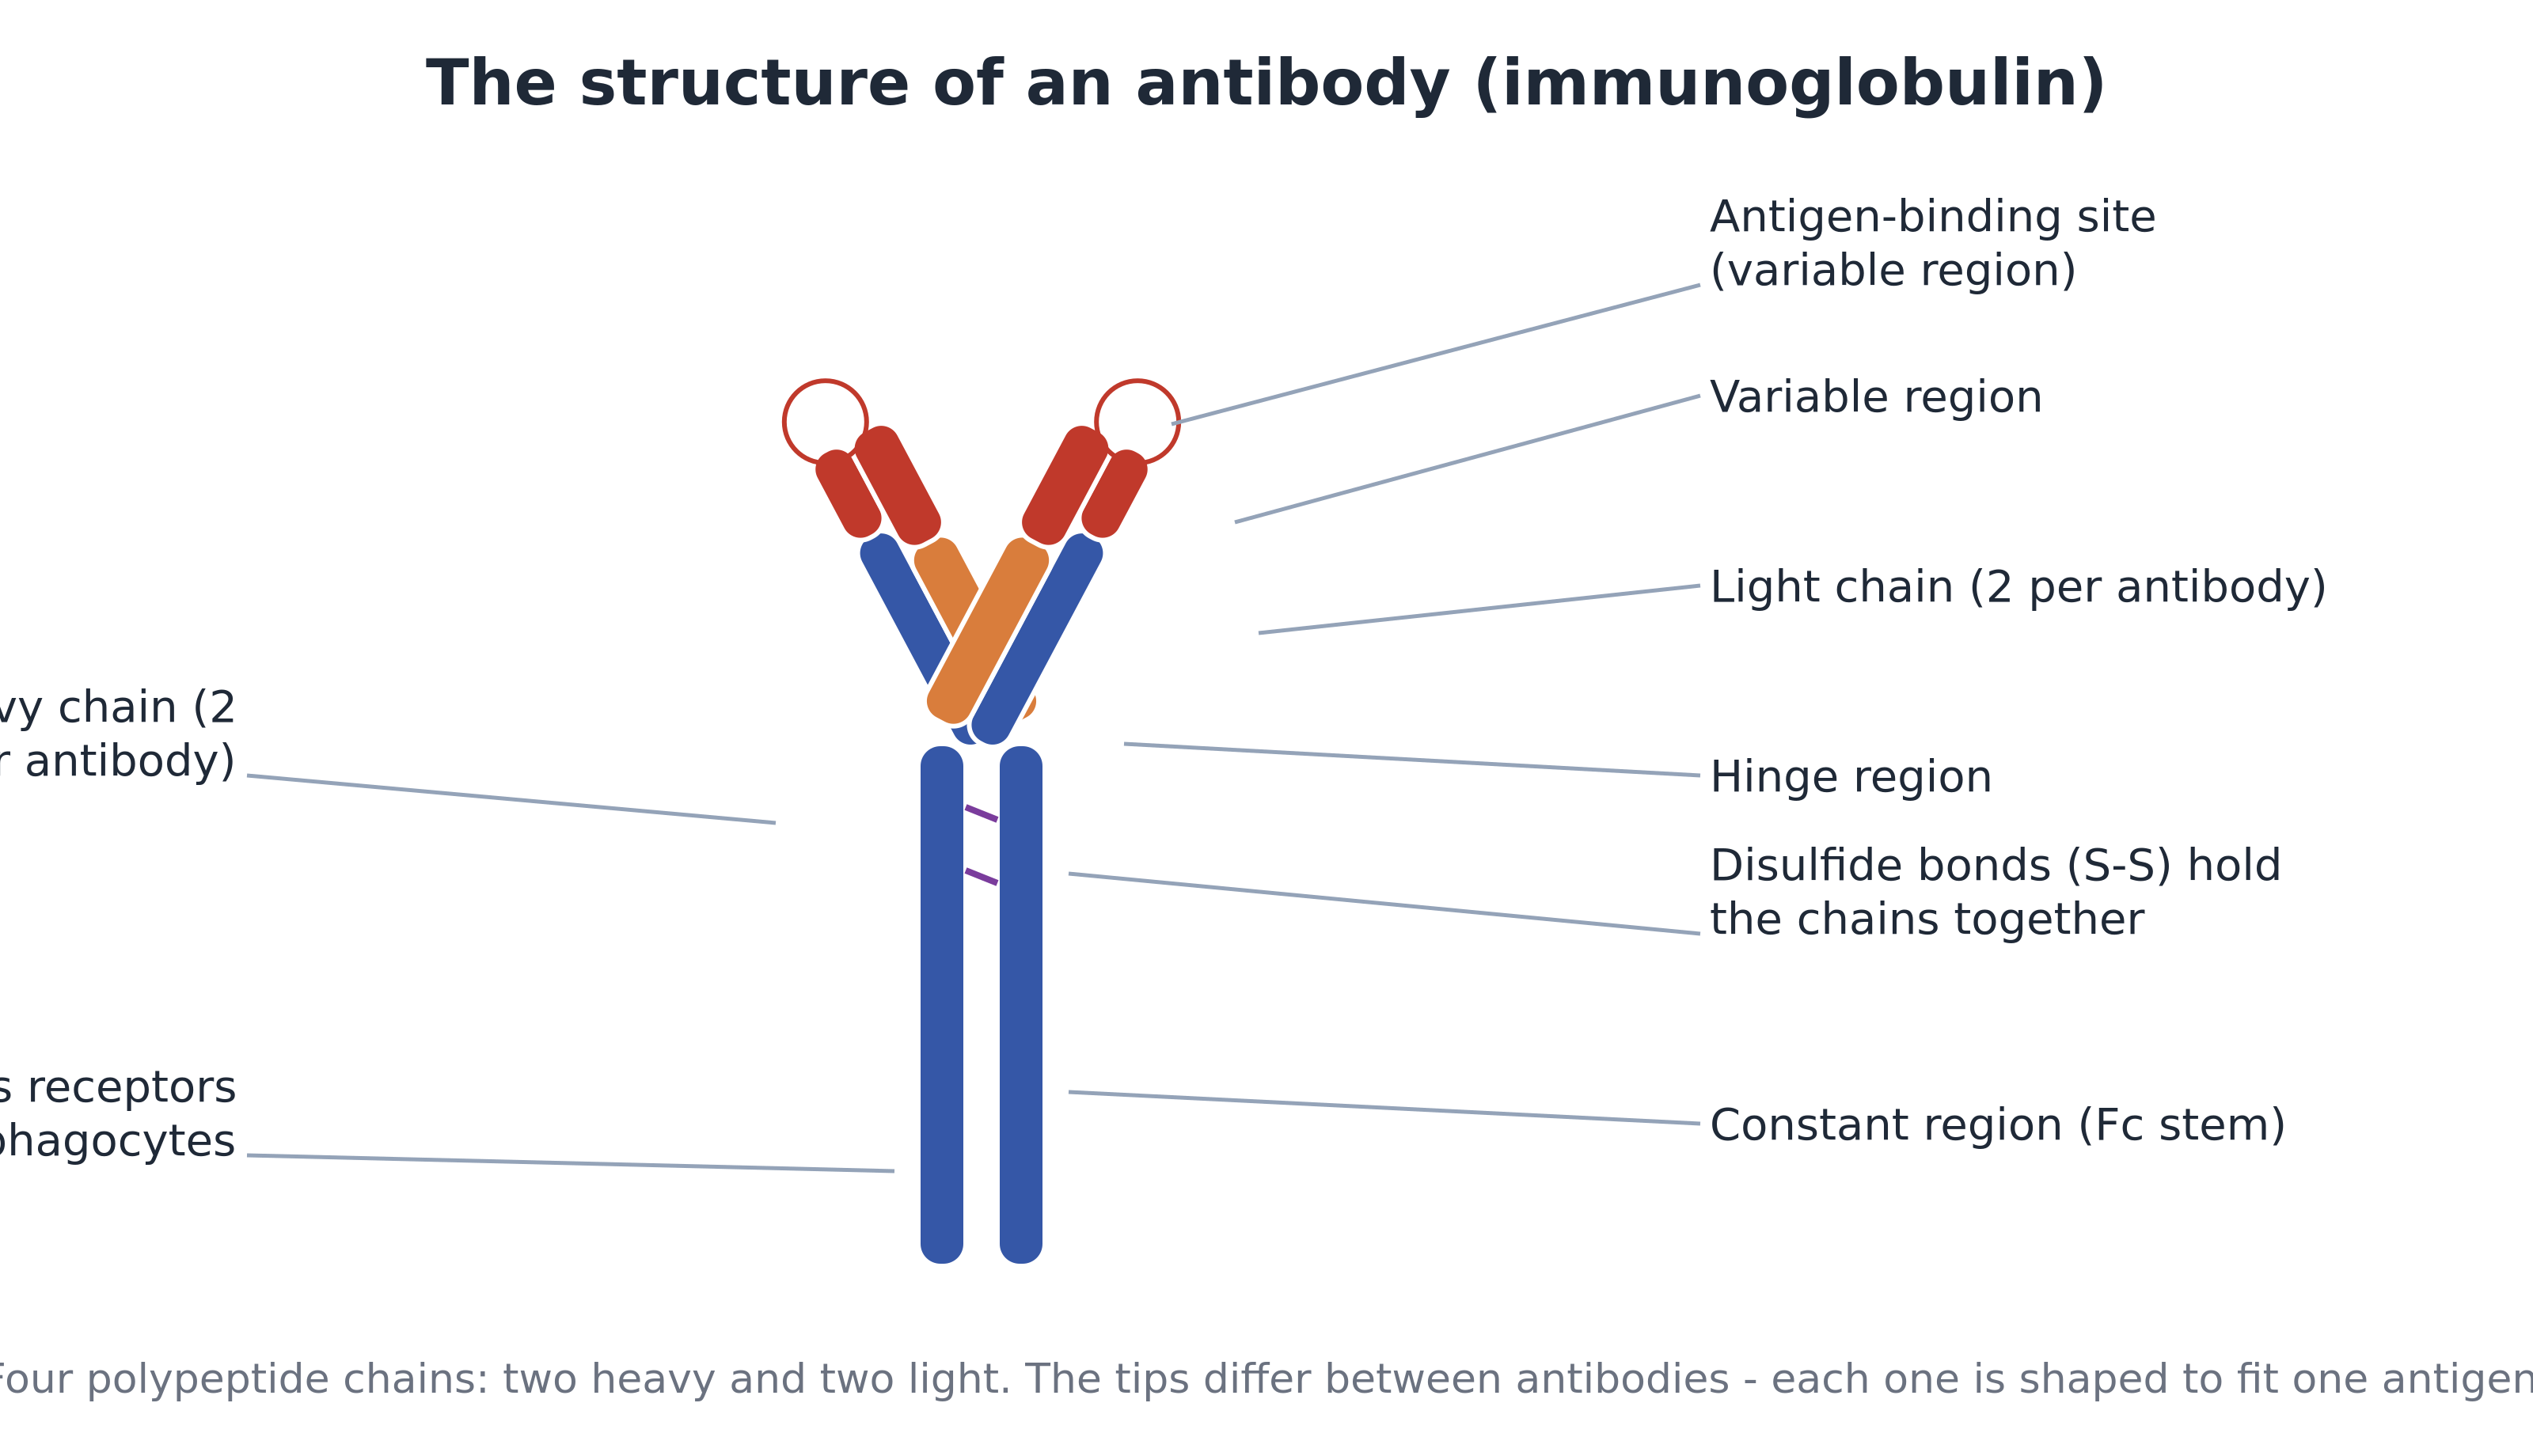 The structure of an antibody (immunoglobulin)
Antigen-binding site
(variable region)
Variable region
Light chain (2 per antibody)
vy chain (2
r antibody)
Hinge region
Disulfide bonds (S-S) hold
the chains together
s receptors
phagocytes
Constant region (Fc stem)
Four polypeptide chains: two heavy and two light. The tips differ between antibodies - each one is shaped to fit one antigen